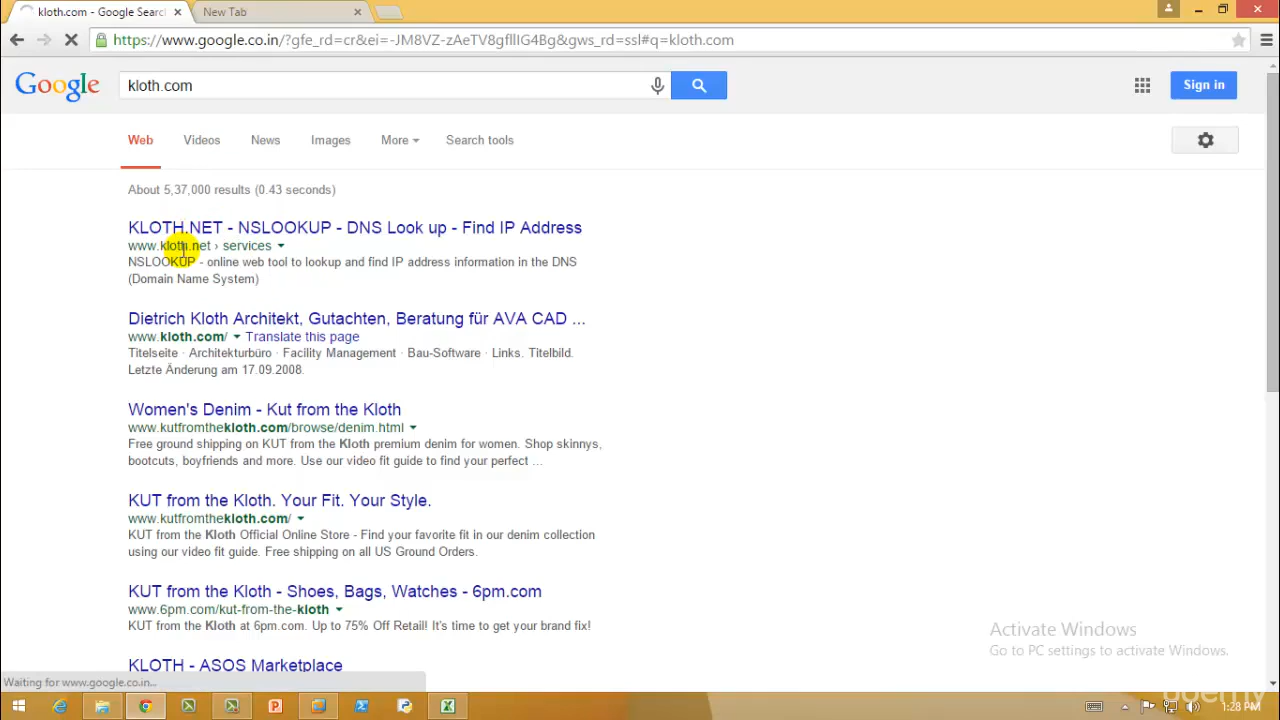 kloth.com - Google Searc × New Tab ×
https://www.google.co.in/?gfe_rd=cr&ei=-JM8VZ-zAeTV8gfllIG4Bg&gws_rd=ssl#q=kloth.com
Google kloth.com Sign in
Web Videos News Images More Search tools
About 5,37,000 results (0.43 seconds)
KLOTH.NET - NSLOOKUP - DNS Look up - Find IP Address
www.kloth.net › services
NSLOOKUP - online web tool to lookup and find IP address information in the DNS
(Domain Name System)
Dietrich Kloth Architekt, Gutachten, Beratung für AVA CAD ...
www.kloth.com/ Translate this page
Titelseite · Architekturbüro · Facility Management · Bau-Software · Links. Titelbild.
Letzte Änderung am 17.09.2008.
Women's Denim - Kut from the Kloth
www.kutfromthekloth.com/browse/denim.html
Free ground shipping on KUT from the Kloth premium denim for women. Shop skinnys,
bootcuts, boyfriends and more. Use our video fit guide to find your perfect ...
KUT from the Kloth. Your Fit. Your Style.
www.kutfromthekloth.com/
KUT from the Kloth Official Online Store - Find your favorite fit in our denim collection
using our video fit guide. Free shipping on all US Ground Orders.
KUT from the Kloth - Shoes, Bags, Watches - 6pm.com
www.6pm.com/kut-from-the-kloth
KUT from the Kloth at 6pm.com. Up to 75% Off Retail! It's time to get your brand fix!
KLOTH - ASOS Marketplace
Activate Windows
Go to PC settings to activate Windows.
Waiting for www.google.co.in...
udemy
1:28 PM